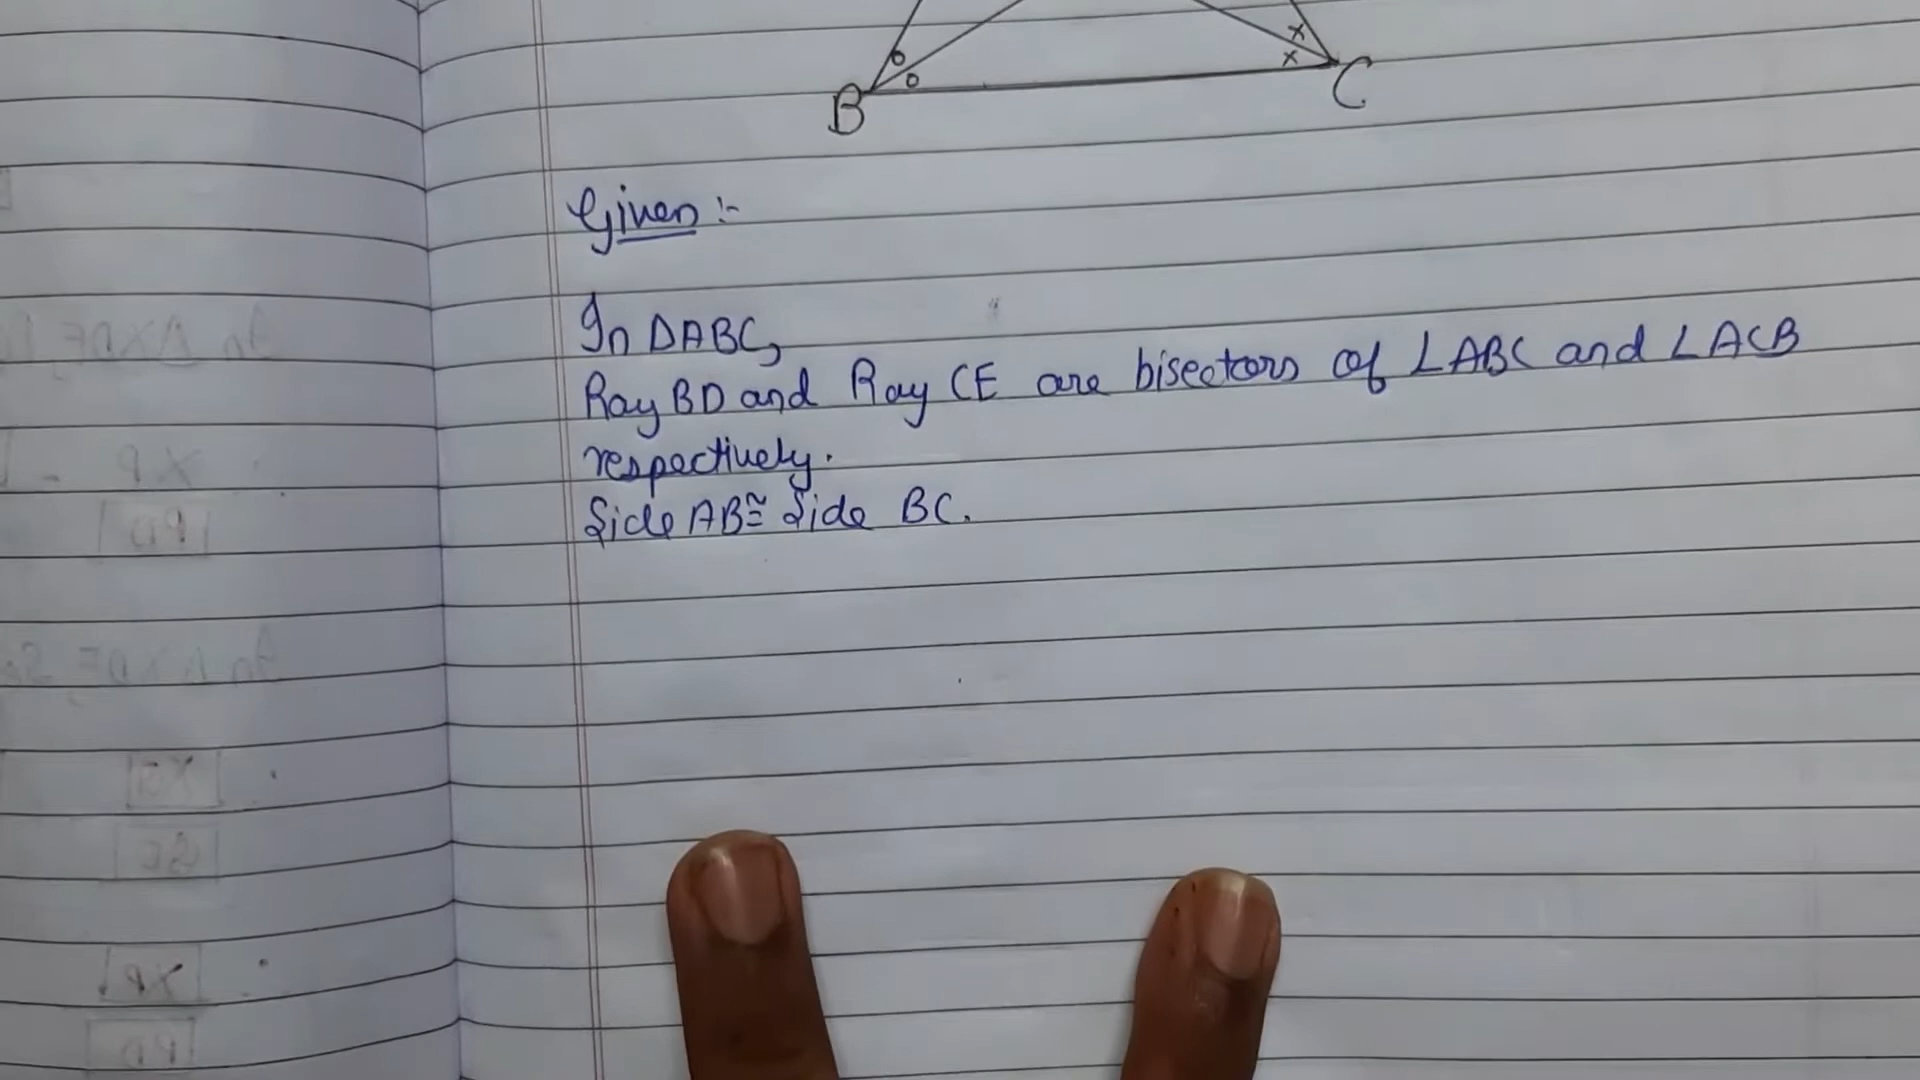 B
C
Given :-
In ΔABC,
Ray BD and Ray CE are bisectors of ∠ABC and ∠ACB
respectively.
Side AB ≅ Side BC.